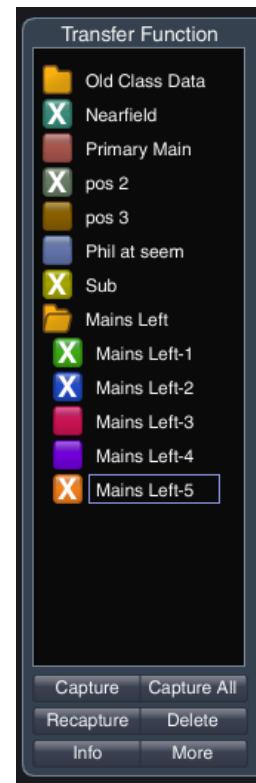 Transfer Function
Old Class Data
X Nearfield
Primary Main
X pos 2
pos 3
Phil at seem
X Sub
Mains Left
X Mains Left-1
X Mains Left-2
Mains Left-3
Mains Left-4
X Mains Left-5
Capture Capture All
Recapture Delete
Info More